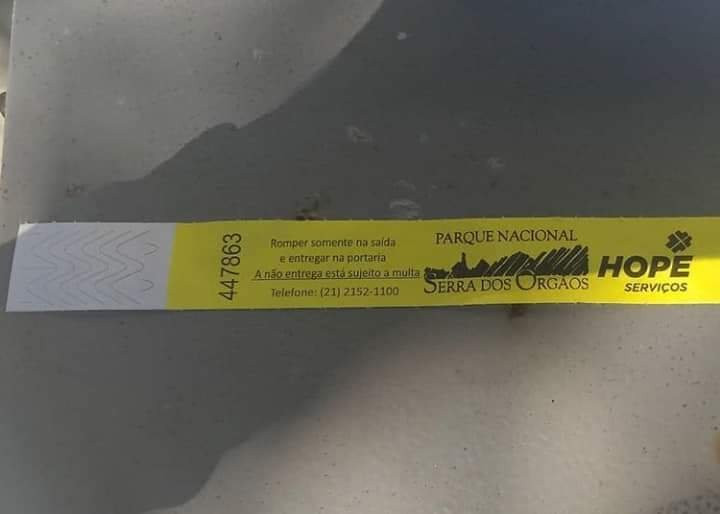 447863
Romper somente na saída
e entregar na portaria
A não entrega está sujeito a multa
Telefone: (21) 2152-1100
PARQUE NACIONAL
SERRA DOS ÓRGÃOS
HOPE
SERVIÇOS